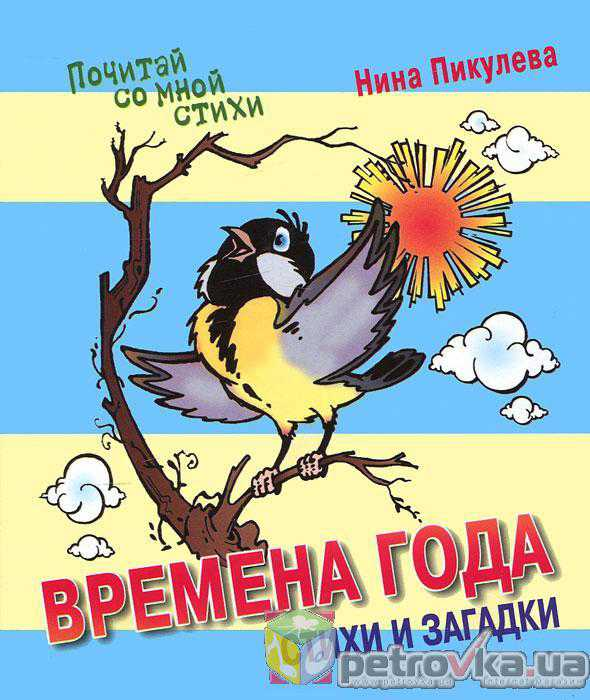 Почитай
со мной
стихи
Нина Пикулева
ВРЕМЕНА ГОДА
ХИ И ЗАГАДКИ
petrovka.ua